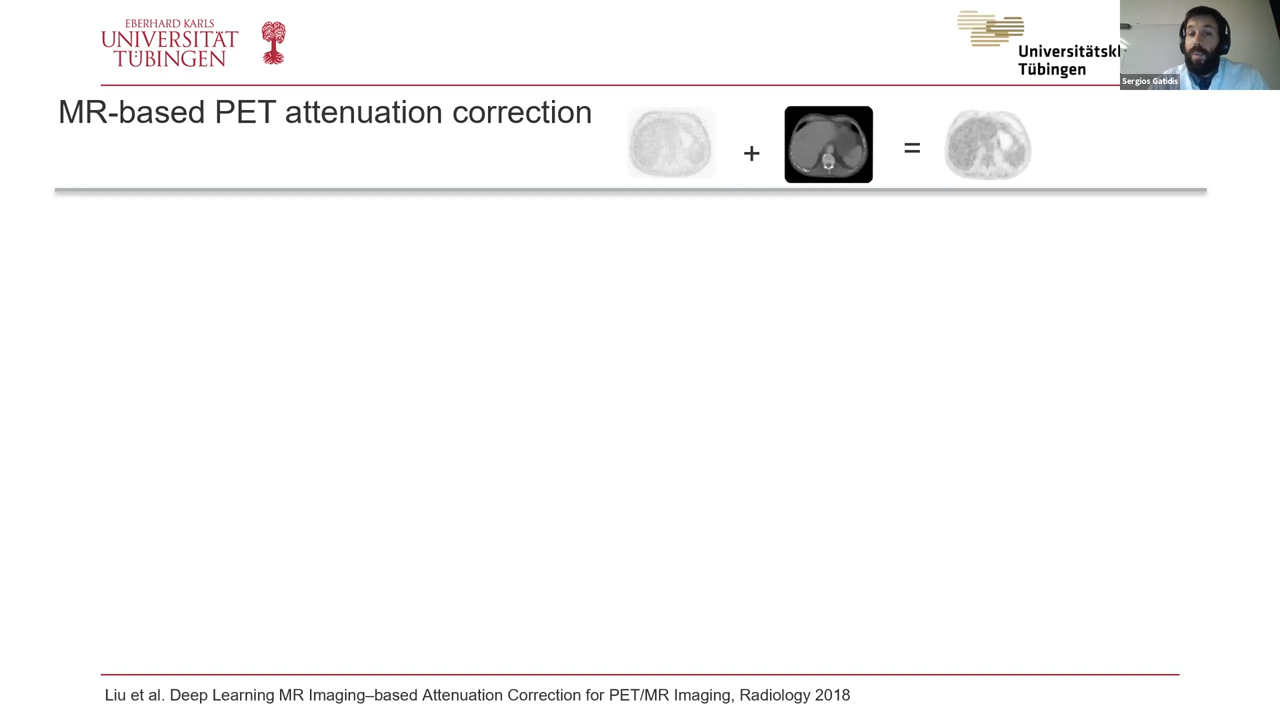 EBERHARD KARLS
UNIVERSITÄT
TÜBINGEN
Universitätskl
Tübingen
Sergios Gatidis
MR-based PET attenuation correction
+
=
Liu et al. Deep Learning MR Imaging–based Attenuation Correction for PET/MR Imaging, Radiology 2018